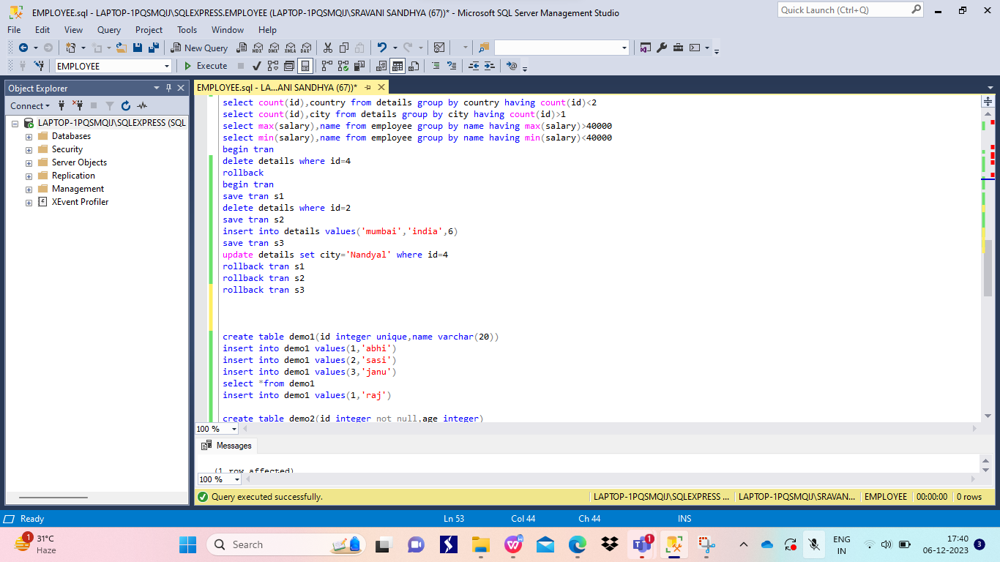 EMPLOYEE.sql - LAPTOP-1PQSMQIJ\SQLEXPRESS.EMPLOYEE (LAPTOP-1PQSMQIJ\SRAVANI SANDHYA (67))* - Microsoft SQL Server Management Studio
Quick Launch (Ctrl+Q)
File Edit View Query Project Tools Window Help
New Query
MDX DMX XMLA DAX
EMPLOYEE
Execute
Object Explorer
EMPLOYEE.sql - LA...ANI SANDHYA (67))*
Connect
LAPTOP-1PQSMQIJ\SQLEXPRESS (SQL
Databases
Security
Server Objects
Replication
Management
XEvent Profiler
select count(id),country from details group by country having count(id)<2
select count(id),city from details group by city having count(id)>1
select max(salary),name from employee group by name having max(salary)>40000
select min(salary),name from employee group by name having min(salary)<40000
begin tran
delete details where id=4
rollback
begin tran
save tran s1
delete details where id=2
save tran s2
insert into details values('mumbai','india',6)
save tran s3
update details set city='Nandyal' where id=4
rollback tran s1
rollback tran s2
rollback tran s3
create table demo1(id integer unique,name varchar(20))
insert into demo1 values(1,'abhi')
insert into demo1 values(2,'sasi')
insert into demo1 values(3,'janu')
select *from demo1
insert into demo1 values(1,'raj')
create table demo2(id integer not null,age integer)
100 %
Messages
(1 row affected)
100 %
Query executed successfully.
LAPTOP-1PQSMQIJ\SQLEXPRESS ... LAPTOP-1PQSMQIJ\SRAVAN... EMPLOYEE 00:00:00 0 rows
Ready
Ln 53 Col 44 Ch 44 INS
1
31°C
Haze
Search
1
ENG
IN
17:40
06-12-2023
3